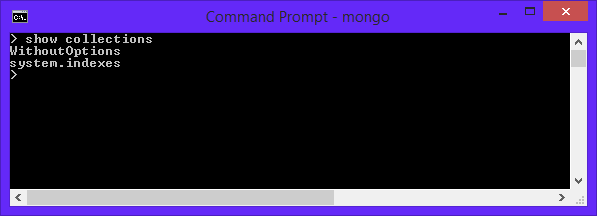 Command Prompt - mongo
> show collections
WithoutOptions
system.indexes
>